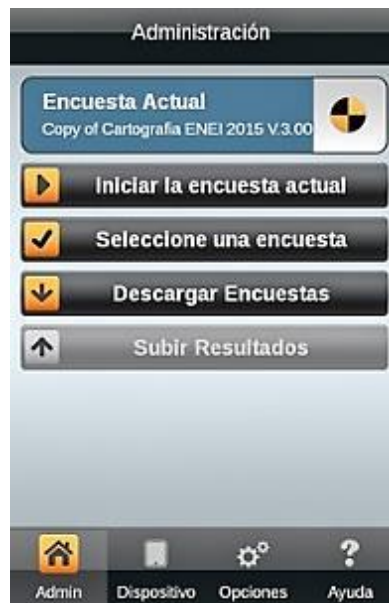 Administración
Encuesta Actual
Copy of Cartografia ENEI 2015 V.3.00
Iniciar la encuesta actual
Seleccione una encuesta
Descargar Encuestas
Subir Resultados
Admin Dispositivo Opciones Ayuda